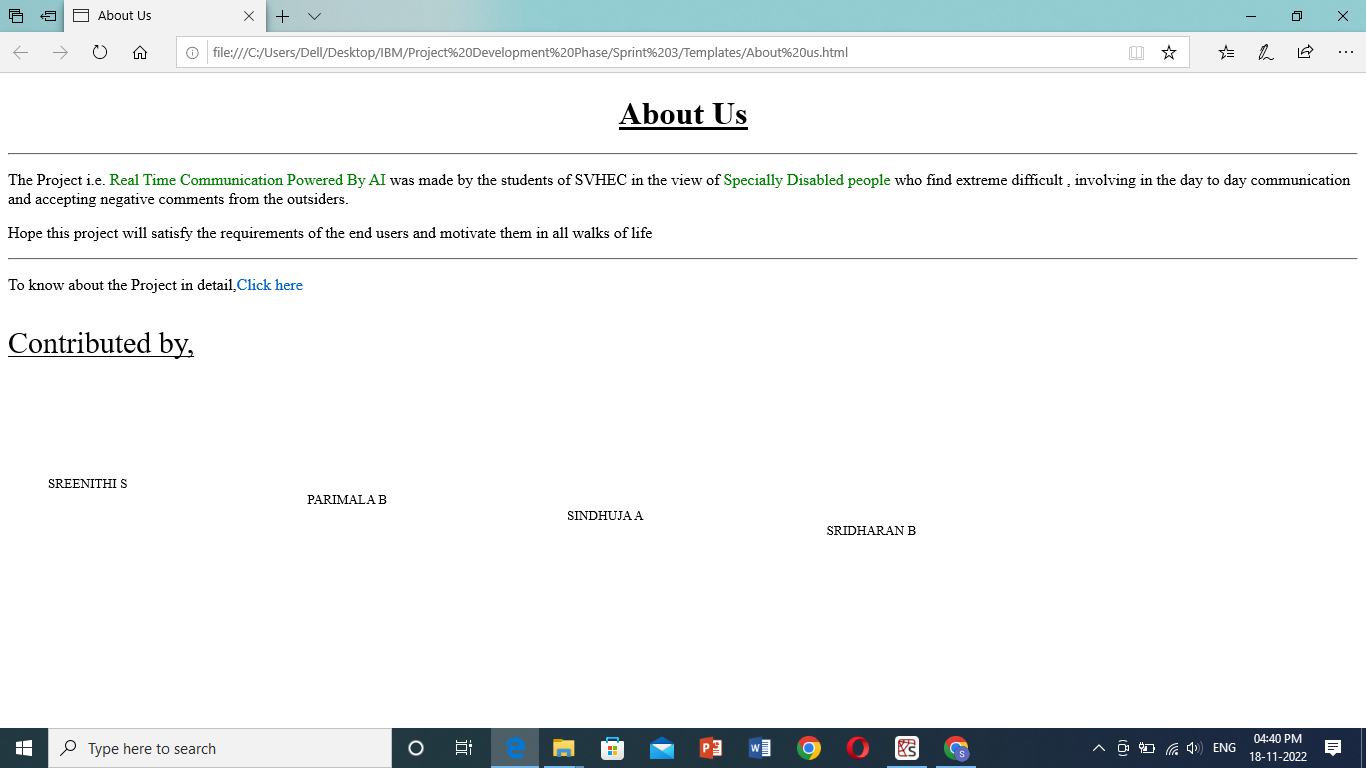 About Us
file:///C:/Users/Dell/Desktop/IBM/Project%20Development%20Phase/Sprint%203/Templates/About%20us.html
About Us
The Project i.e. Real Time Communication Powered By AI was made by the students of SVHEC in the view of Specially Disabled people who find extreme difficult , involving in the day to day communication
and accepting negative comments from the outsiders.
Hope this project will satisfy the requirements of the end users and motivate them in all walks of life
To know about the Project in detail,Click here
Contributed by,
SREENITHI S
PARIMALA B
SINDHUJA A
SRIDHARAN B
Type here to search
ENG
04:40 PM
18-11-2022